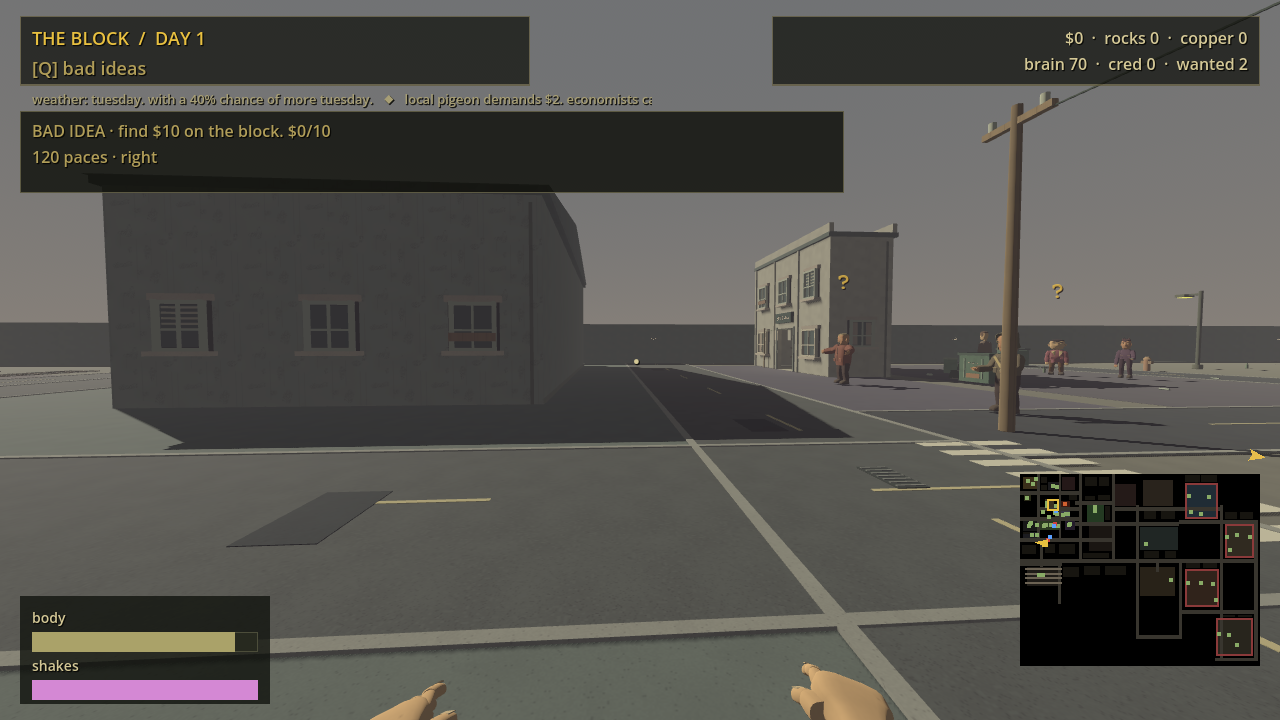 THE BLOCK / DAY 1
[Q] bad ideas
$0 · rocks 0 · copper 0
brain 70 · cred 0 · wanted 2
weather: tuesday. with a 40% chance of more tuesday. ◆ local pigeon demands $2. economists
BAD IDEA · find $10 on the block. $0/10
120 paces · right
?
?
body
shakes